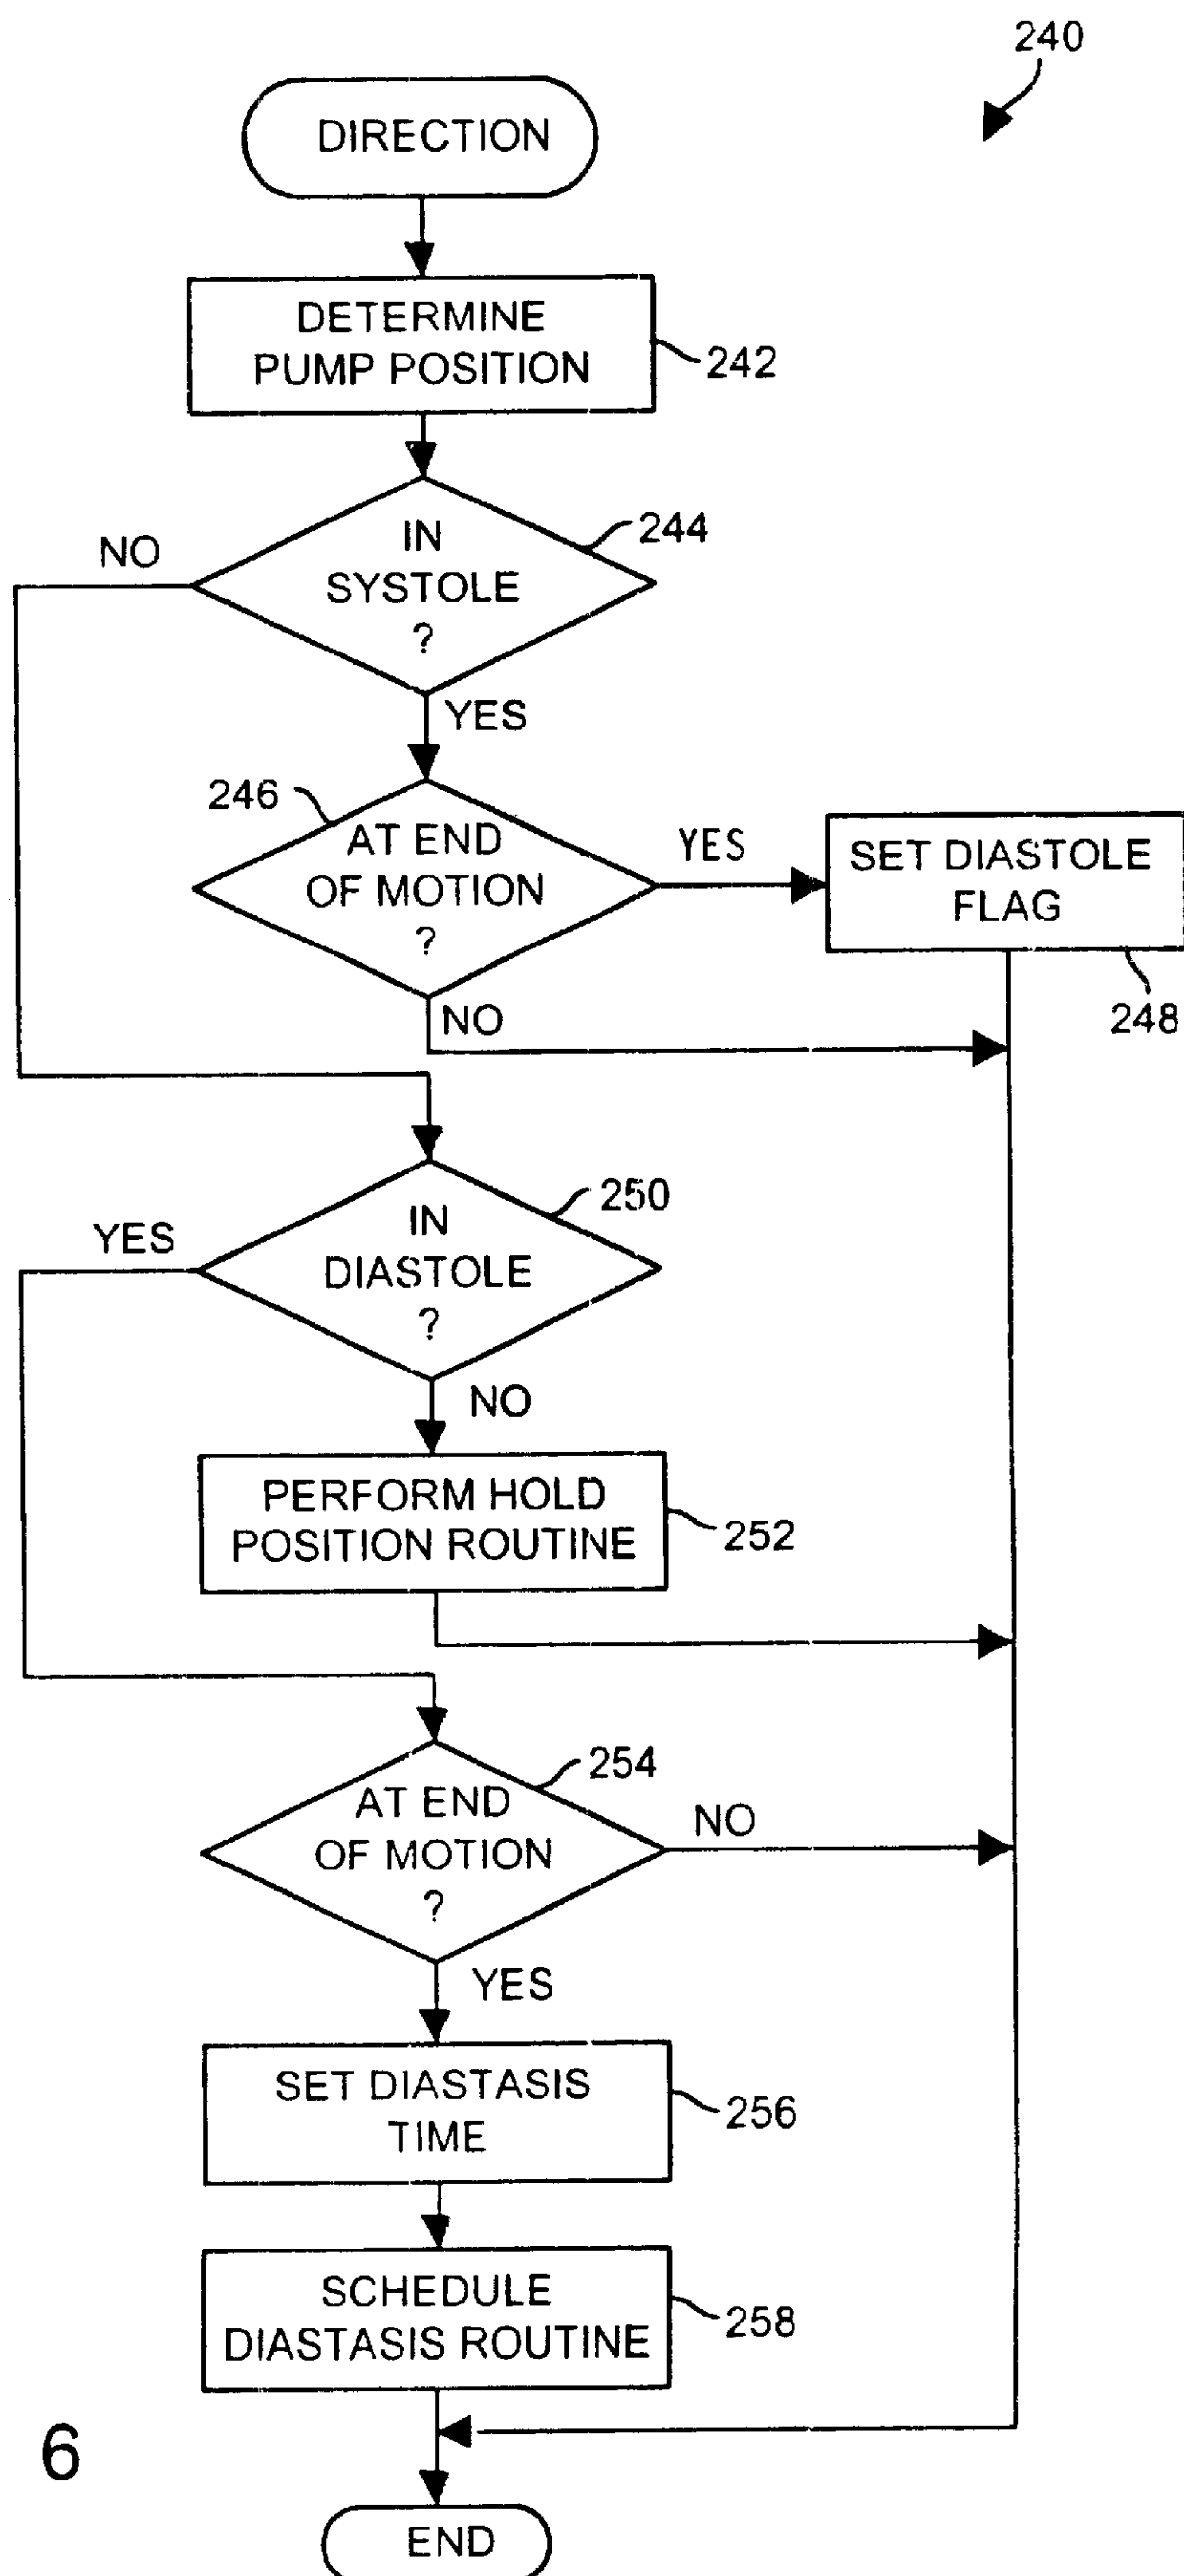 240
DIRECTION
DETERMINE
PUMP POSITION
242
IN
SYSTOLE
?
244
NO
YES
246
AT END
OF MOTION
?
YES
SET DIASTOLE
FLAG
248
NO
IN
DIASTOLE
?
250
YES
NO
PERFORM HOLD
POSITION ROUTINE
252
AT END
OF MOTION
?
254
NO
YES
SET DIASTASIS
TIME
256
SCHEDULE
DIASTASIS ROUTINE
258
6
END